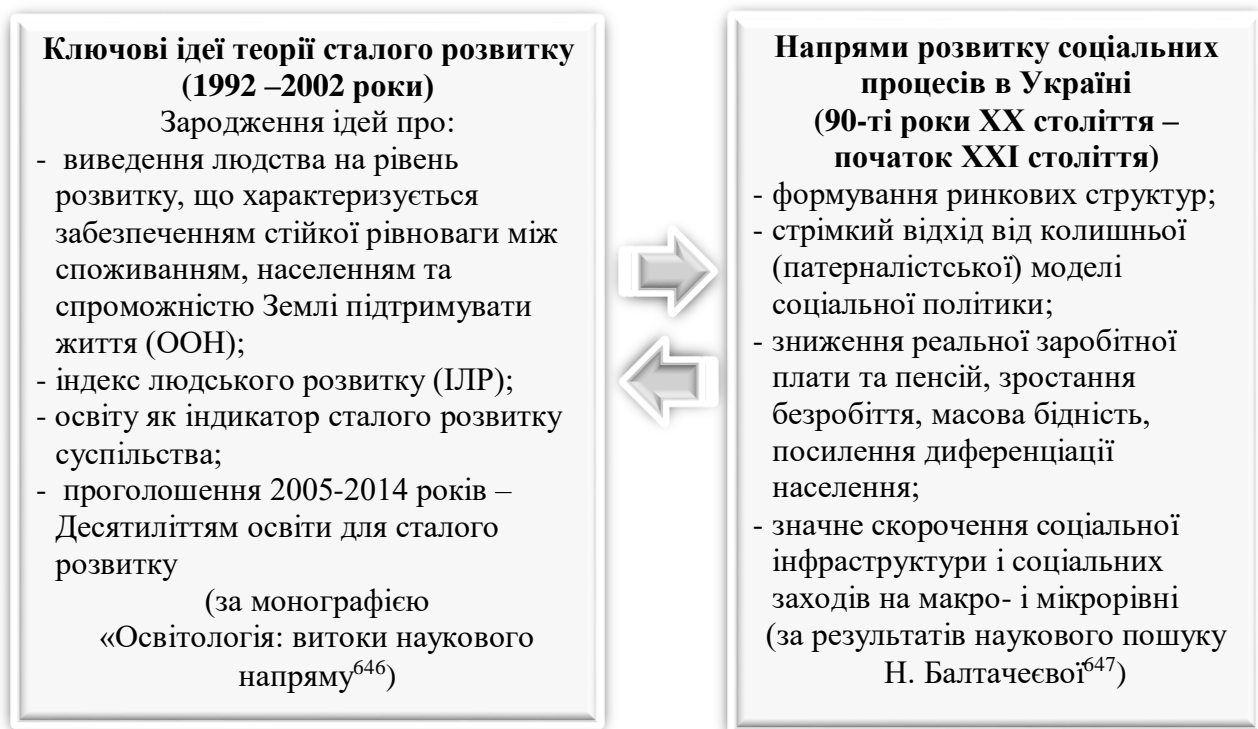 Ключові ідеї теорії сталого розвитку
(1992 –2002 роки)
Зародження ідей про:
- виведення людства на рівень
розвитку, що характеризується
забезпеченням стійкої рівноваги між
споживанням, населенням та
спроможністю Землі підтримувати
життя (ООН);
- індекс людського розвитку (ІЛР);
- освіту як індикатор сталого розвитку
суспільства;
- проголошення 2005-2014 років –
Десятиліттям освіти для сталого
розвитку
(за монографією
«Освітологія: витоки наукового
напряму646)
Напрями розвитку соціальних
процесів в Україні
(90-ті роки ХХ століття –
початок ХХІ століття)
- формування ринкових структур;
- стрімкий відхід від колишньої
(патерналістської) моделі
соціальної політики;
- зниження реальної заробітної
плати та пенсій, зростання
безробіття, масова бідність,
посилення диференціації
населення;
- значне скорочення соціальної
інфраструктури і соціальних
заходів на макро- і мікрорівні
(за результатів наукового пошуку
Н. Балтачеєвої647)